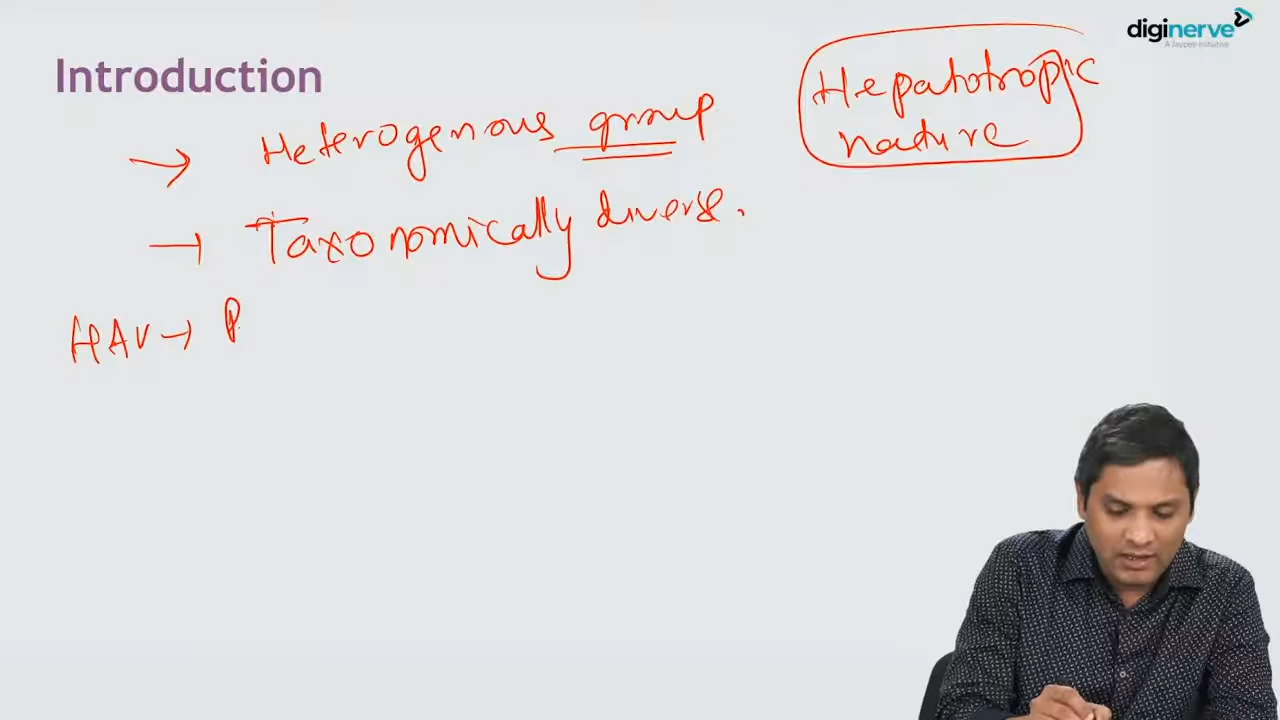 diginerve
A Jaypee Initiative
Introduction
Hepatotropic
nature
→ Heterogenous group
→ Taxonomically diverse.
HAV → P